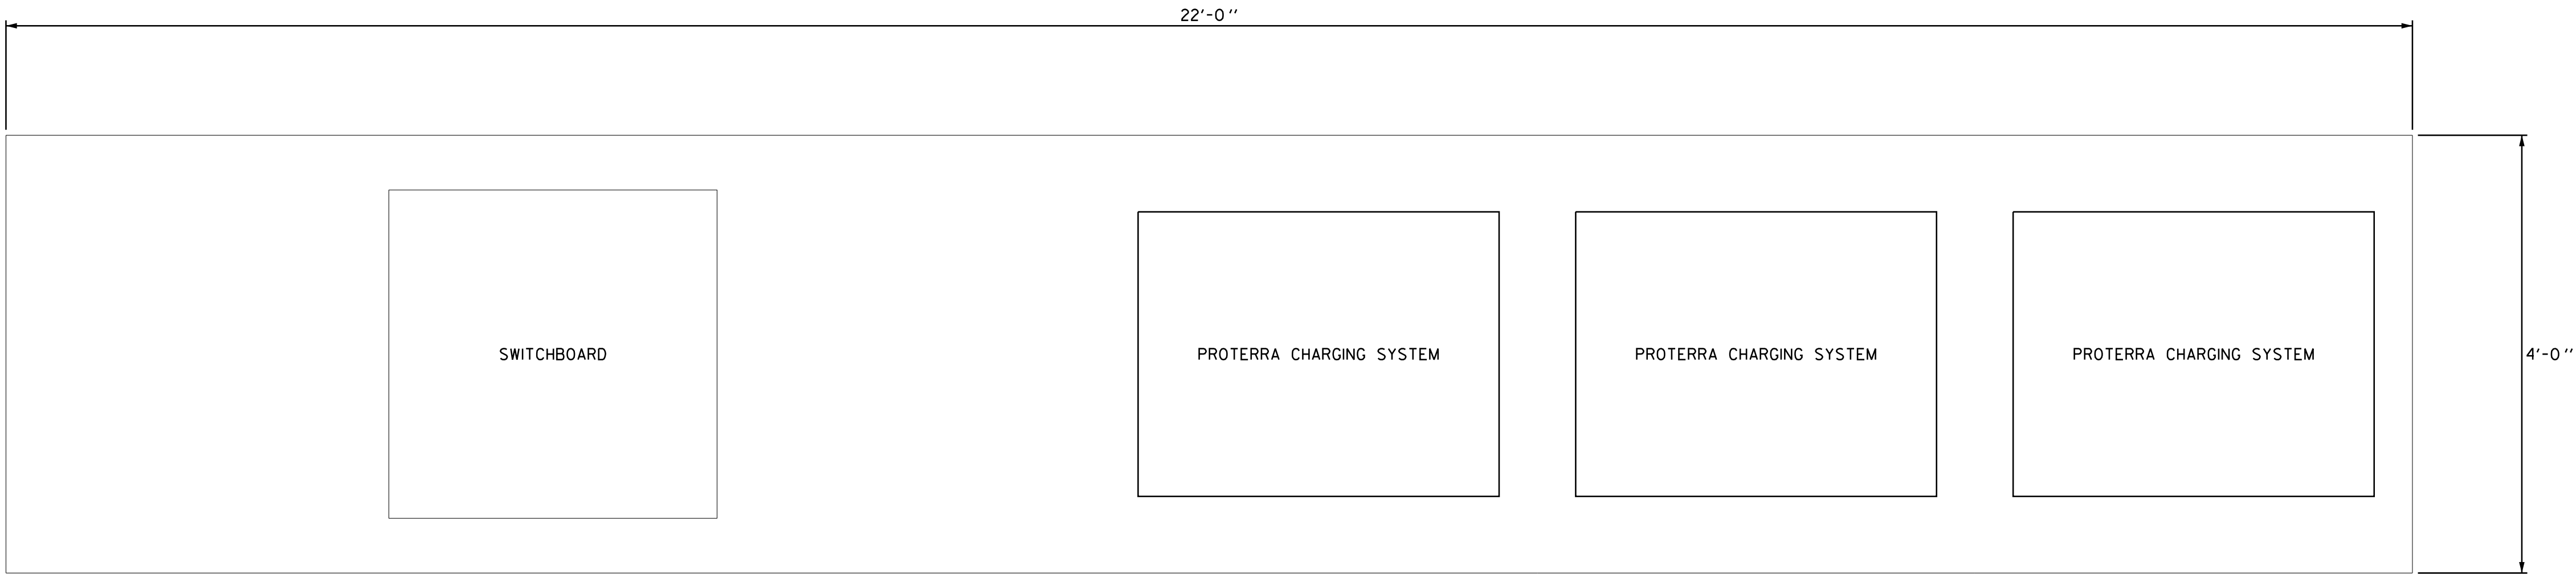 22'-0"
SWITCHBOARD
PROTERRA CHARGING SYSTEM
PROTERRA CHARGING SYSTEM
PROTERRA CHARGING SYSTEM
4'-0"